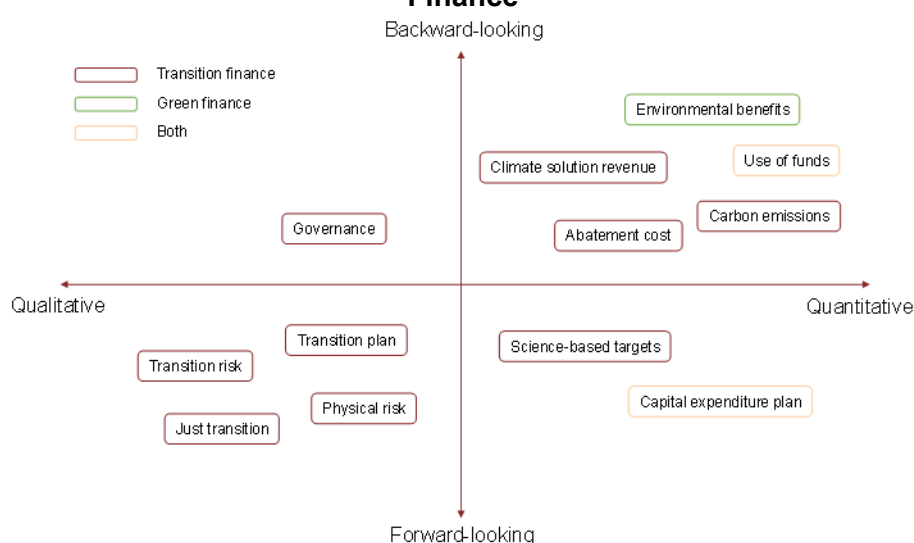 Finance
Backward-looking
Transition finance
Green finance
Both
Environmental benefits
Climate solution revenue
Use of funds
Governance
Carbon emissions
Abatement cost
Qualitative
Quantitative
Transition plan
Science-based targets
Transition risk
Physical risk
Capital expenditure plan
Just transition
Forward-looking